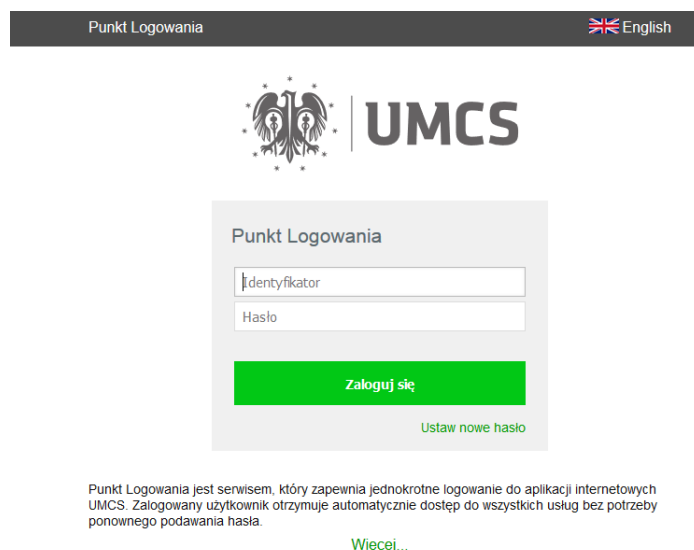 Punkt Logowania
English
UMCS
Punkt Logowania
Identyfikator
Hasło
Zaloguj się
Ustaw nowe hasło
Punkt Logowania jest serwisem, który zapewnia jednokrotne logowanie do aplikacji internetowych
UMCS. Zalogowany użytkownik otrzymuje automatycznie dostęp do wszystkich usług bez potrzeby
ponownego podawania hasła.
Więcej...